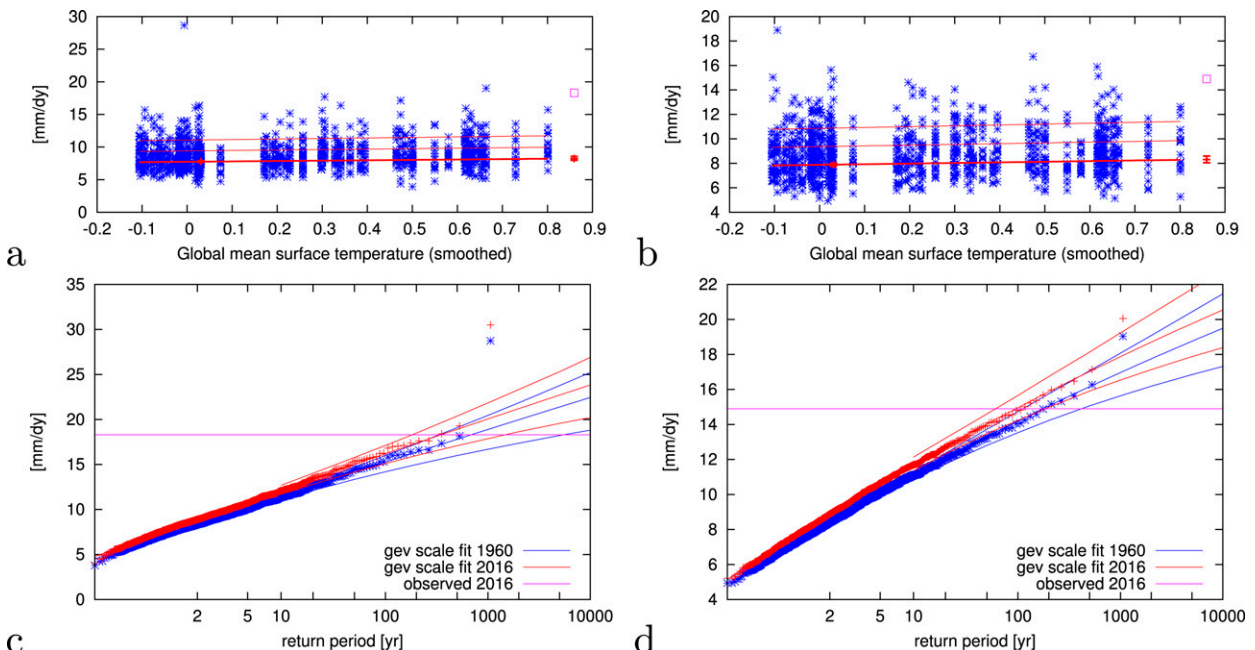 30
25
20
15
10
5
0
[mm/dy]
-0.2 -0.1 0 0.1 0.2 0.3 0.4 0.5 0.6 0.7 0.8 0.9
Global mean surface temperature (smoothed)
a
20
18
16
14
12
10
8
6
4
[mm/dy]
-0.2 -0.1 0 0.1 0.2 0.3 0.4 0.5 0.6 0.7 0.8 0.9
Global mean surface temperature (smoothed)
b
35
30
25
20
15
10
5
0
[mm/dy]
gev scale fit 1960
gev scale fit 2016
observed 2016
2 5 10 100 1000 10000
return period [yr]
c
22
20
18
16
14
12
10
8
6
4
[mm/dy]
gev scale fit 1960
gev scale fit 2016
observed 2016
2 5 10 100 1000 10000
return period [yr]
d